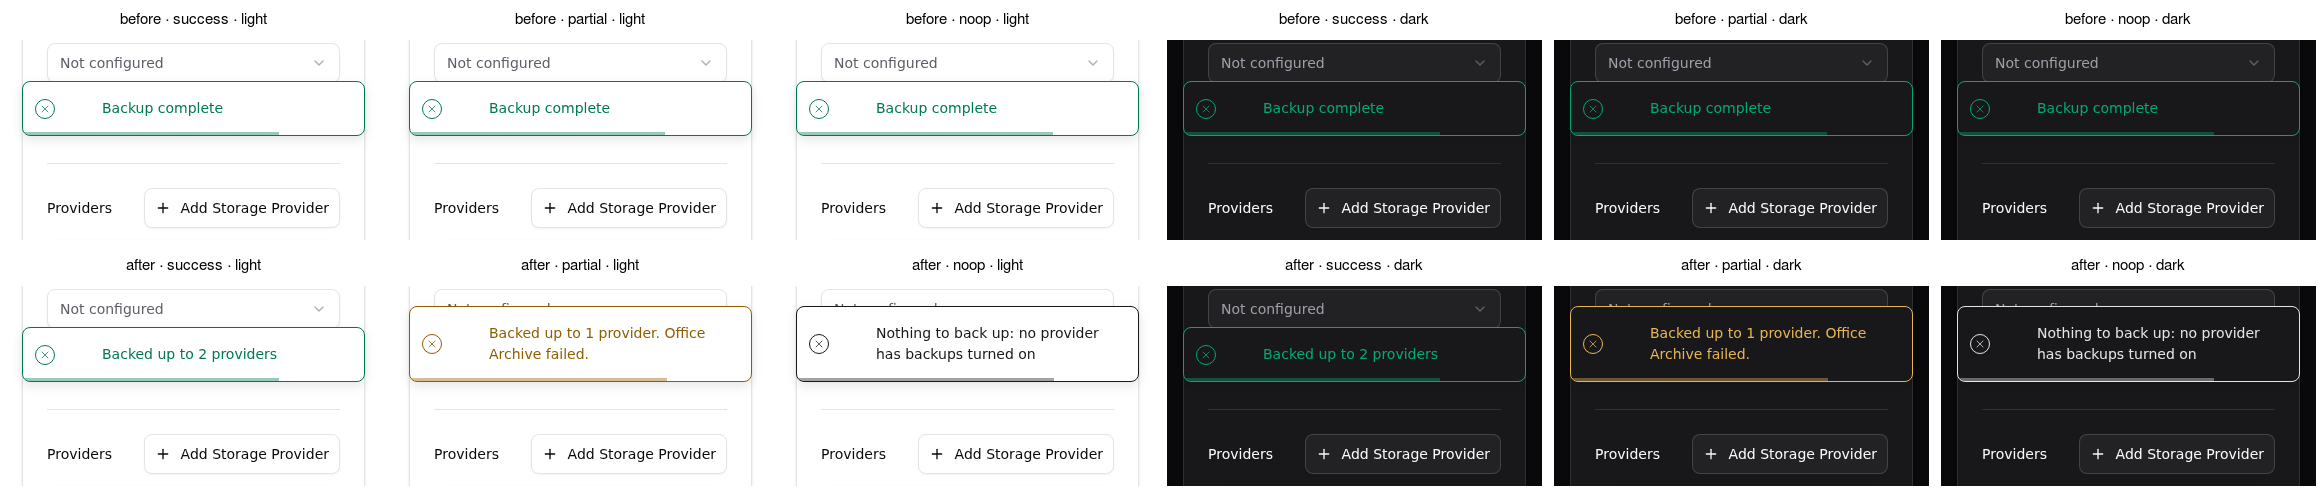 before · success · light
before · partial · light
before · noop · light
before · success · dark
before · partial · dark
before · noop · dark
Not configured
Not configured
Not configured
Not configured
Not configured
Not configured
Backup complete
Backup complete
Backup complete
Backup complete
Backup complete
Backup complete
Providers
+ Add Storage Provider
Providers
+ Add Storage Provider
Providers
+ Add Storage Provider
Providers
+ Add Storage Provider
Providers
+ Add Storage Provider
Providers
+ Add Storage Provider
after · success · light
after · partial · light
after · noop · light
after · success · dark
after · partial · dark
after · noop · dark
Not configured
Not configured
Not configured
Not configured
Not configured
Not configured
Backed up to 2 providers
Backed up to 1 provider. Office
Archive failed.
Nothing to back up: no provider
has backups turned on
Backed up to 2 providers
Backed up to 1 provider. Office
Archive failed.
Nothing to back up: no provider
has backups turned on
Providers
+ Add Storage Provider
Providers
+ Add Storage Provider
Providers
+ Add Storage Provider
Providers
+ Add Storage Provider
Providers
+ Add Storage Provider
Providers
+ Add Storage Provider